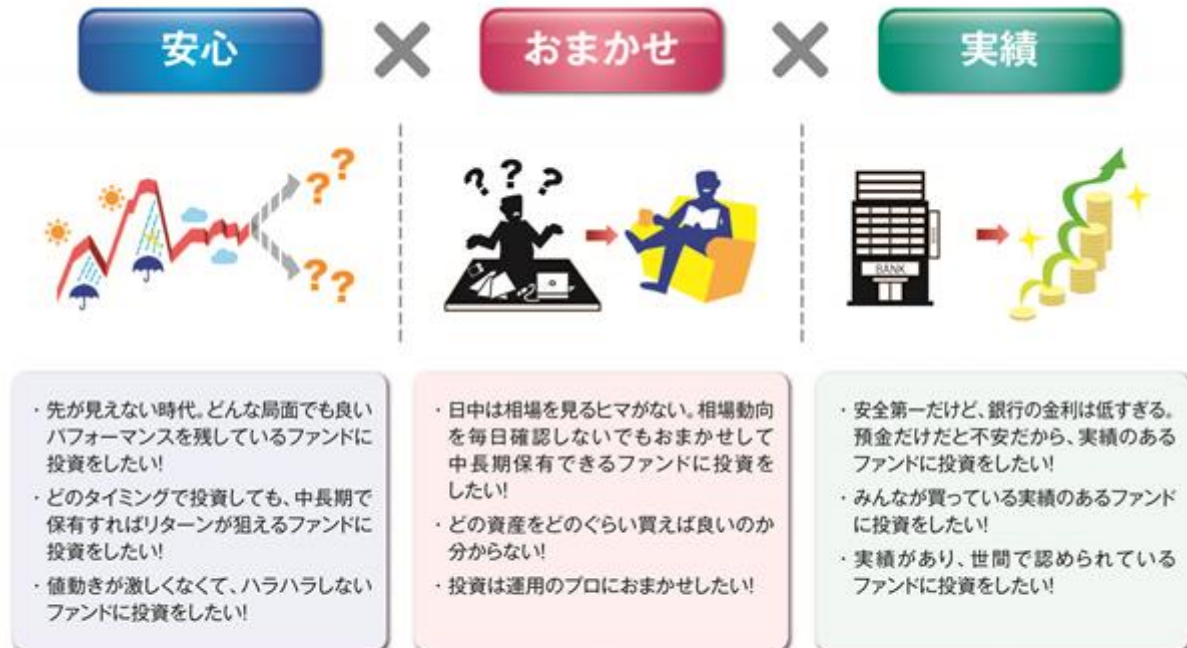 安心 × おまかせ × 実績
? ?
? ?
? ? ?
BANK
・先が見えない時代。どんな局面でも良い
パフォーマンスを残しているファンドに
投資をしたい!
・どのタイミングで投資しても、中長期で
保有すればリターンが狙えるファンドに
投資をしたい!
・値動きが激しくなくて、ハラハラしない
ファンドに投資をしたい!
・日中は相場を見るヒマがない。相場動向
を毎日確認しないでもおまかせして
中長期保有できるファンドに投資を
したい!
・どの資産をどのぐらい買えば良いのか
分からない!
・投資は運用のプロにおまかせしたい!
・安全第一だけど、銀行の金利は低すぎる。
預金だけだと不安だから、実績のある
ファンドに投資をしたい!
・みんなが買っている実績のあるファンド
に投資をしたい!
・実績があり、世間で認められている
ファンドに投資をしたい!